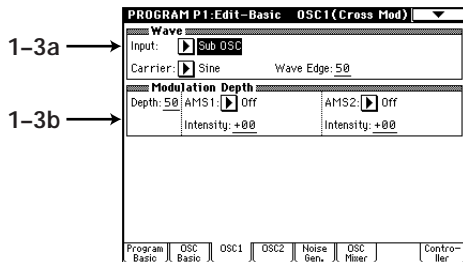 PROGRAM P1:Edit-Basic OSC1(Cross Mod)
Wave
1–3a
Input: Sub OSC
Carrier: Sine Wave Edge: 50
Modulation Depth
Depth: 50 AMS1: Off AMS2: Off
1–3b
Intensity: +00 Intensity: +00
Program Basic OSC Basic OSC1 OSC2 Noise Gen. OSC Mixer Contro-ller